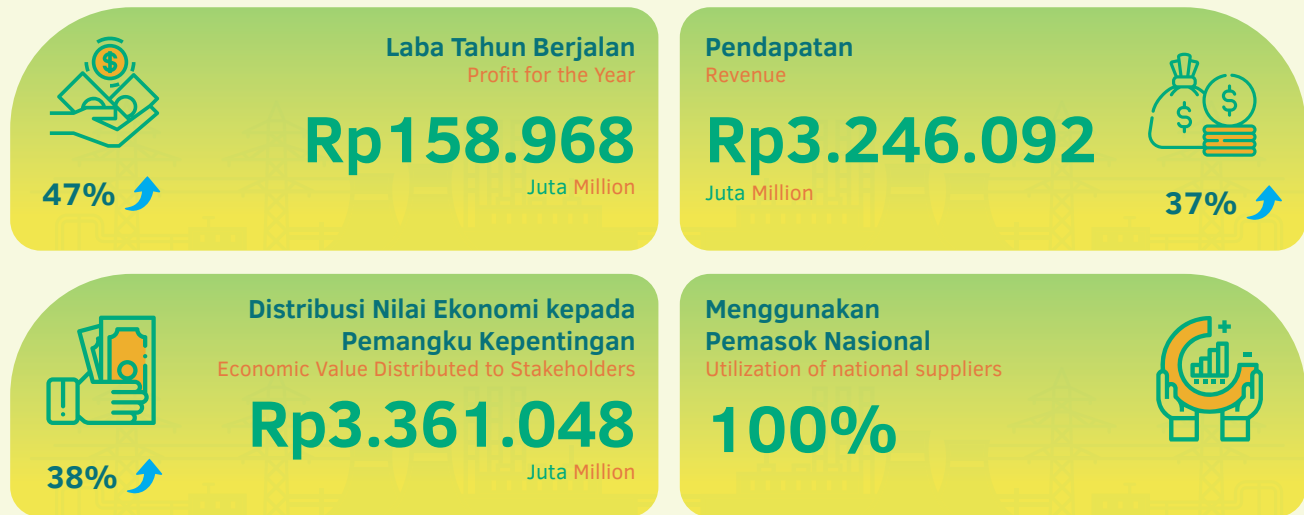 Laba Tahun Berjalan
Profit for the Year
Rp158.968
Juta Million
47%
Pendapatan
Revenue
Rp3.246.092
Juta Million
37%
Distribusi Nilai Ekonomi kepada
Pemangku Kepentingan
Economic Value Distributed to Stakeholders
Rp3.361.048
Juta Million
38%
Menggunakan
Pemasok Nasional
Utilization of national suppliers
100%